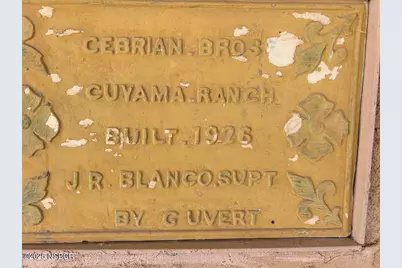 CEBRIAN.BROS
CUYAMA.RANCH
BUILT.1926
J R BLANCO.SUPT
BY G UVERT